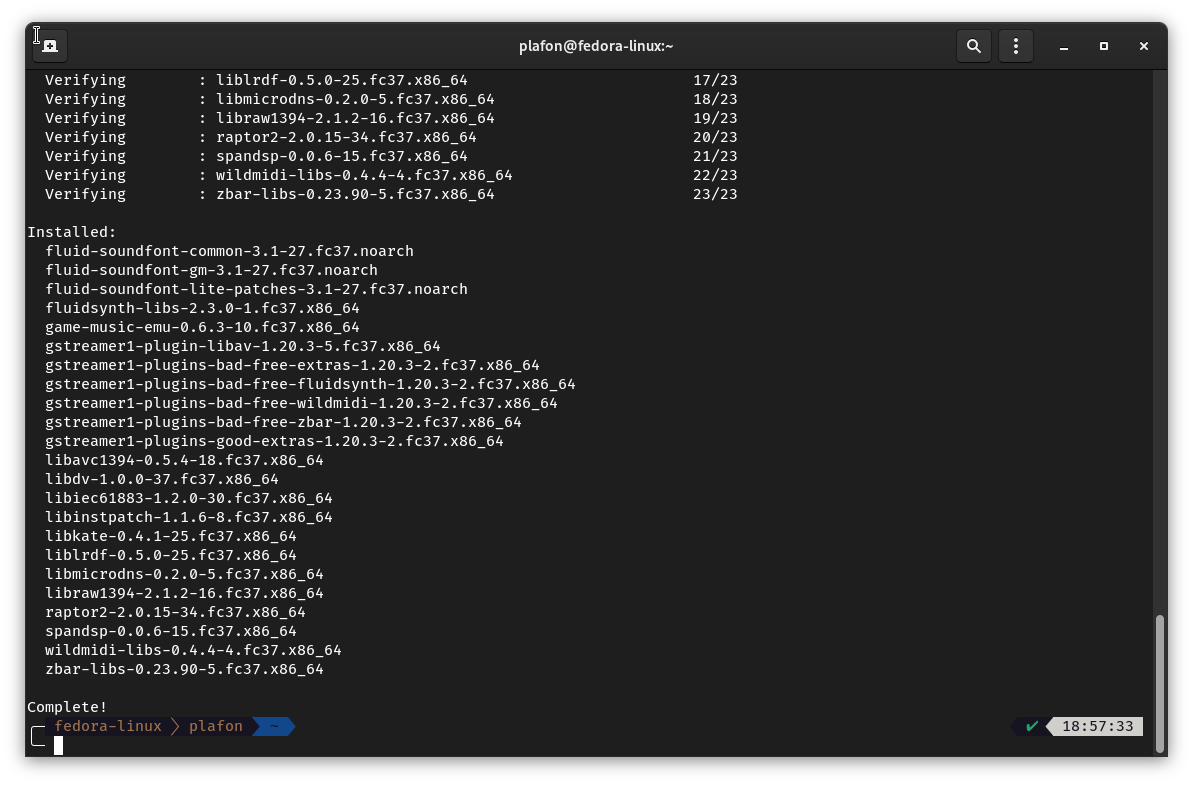 plafon@fedora-linux:~
Verifying : liblrdf-0.5.0-25.fc37.x86_64 17/23
Verifying : libmicrodns-0.2.0-5.fc37.x86_64 18/23
Verifying : libraw1394-2.1.2-16.fc37.x86_64 19/23
Verifying : raptor2-2.0.15-34.fc37.x86_64 20/23
Verifying : spandsp-0.0.6-15.fc37.x86_64 21/23
Verifying : wildmidi-libs-0.4.4-4.fc37.x86_64 22/23
Verifying : zbar-libs-0.23.90-5.fc37.x86_64 23/23
Installed:
fluid-soundfont-common-3.1-27.fc37.noarch
fluid-soundfont-gm-3.1-27.fc37.noarch
fluid-soundfont-lite-patches-3.1-27.fc37.noarch
fluidsynth-libs-2.3.0-1.fc37.x86_64
game-music-emu-0.6.3-10.fc37.x86_64
gstreamer1-plugin-libav-1.20.3-5.fc37.x86_64
gstreamer1-plugins-bad-free-extras-1.20.3-2.fc37.x86_64
gstreamer1-plugins-bad-free-fluidsynth-1.20.3-2.fc37.x86_64
gstreamer1-plugins-bad-free-wildmidi-1.20.3-2.fc37.x86_64
gstreamer1-plugins-bad-free-zbar-1.20.3-2.fc37.x86_64
gstreamer1-plugins-good-extras-1.20.3-2.fc37.x86_64
libavc1394-0.5.4-18.fc37.x86_64
libdv-1.0.0-37.fc37.x86_64
libiec61883-1.2.0-30.fc37.x86_64
libinstpatch-1.1.6-8.fc37.x86_64
libkate-0.4.1-25.fc37.x86_64
liblrdf-0.5.0-25.fc37.x86_64
libmicrodns-0.2.0-5.fc37.x86_64
libraw1394-2.1.2-16.fc37.x86_64
raptor2-2.0.15-34.fc37.x86_64
spandsp-0.0.6-15.fc37.x86_64
wildmidi-libs-0.4.4-4.fc37.x86_64
zbar-libs-0.23.90-5.fc37.x86_64
Complete!
fedora-linux plafon ~ ✔ 18:57:33